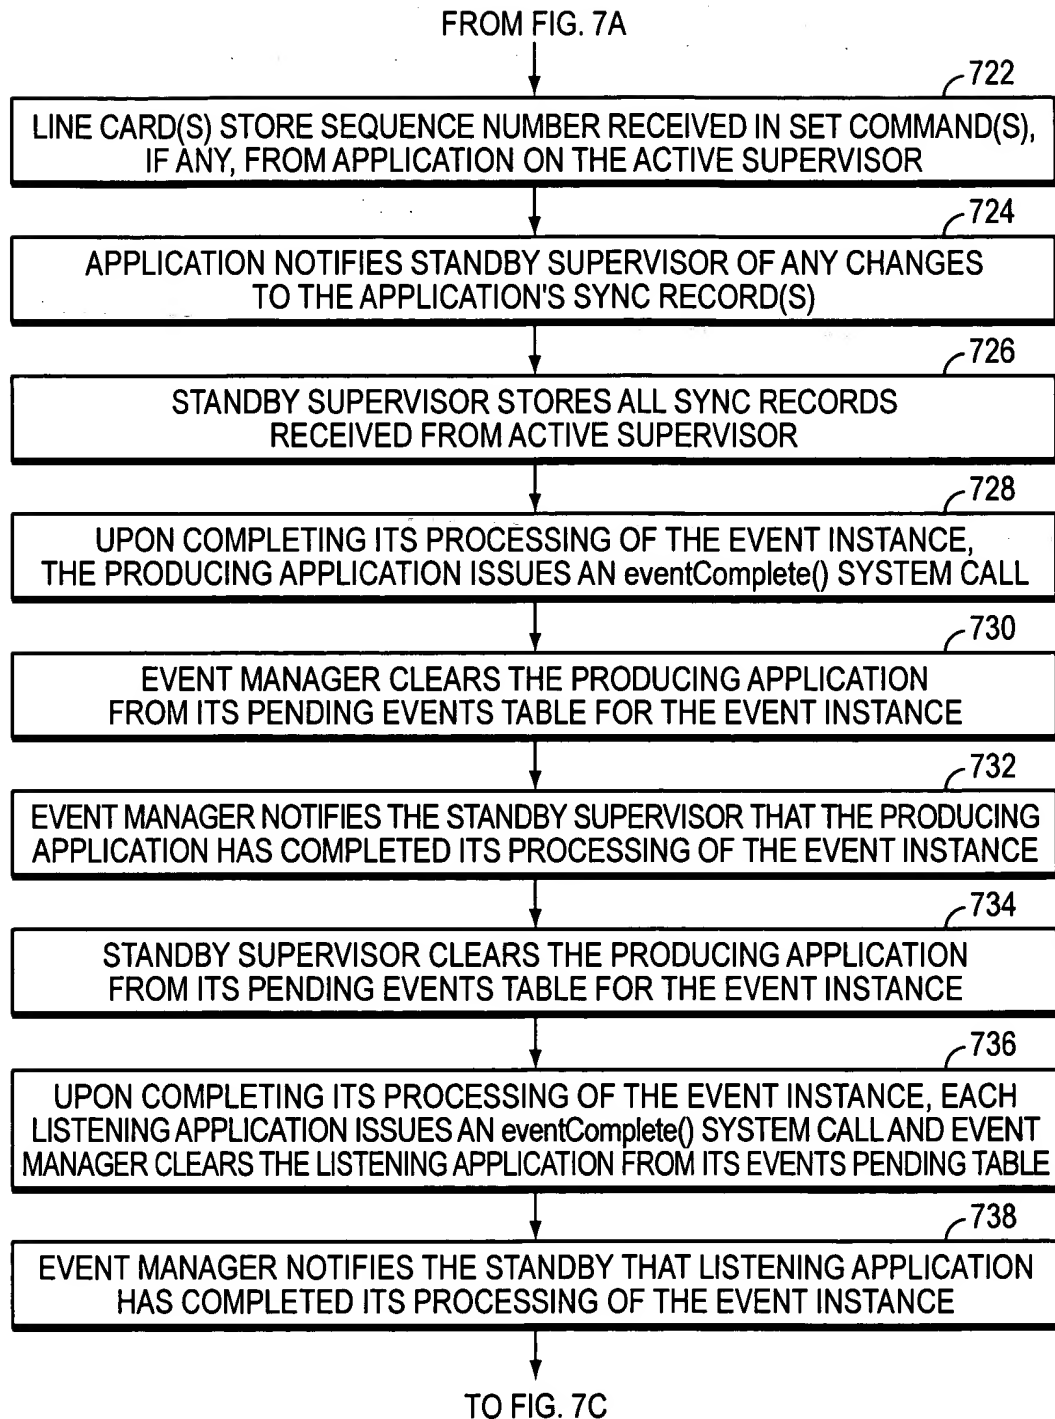 FROM FIG. 7A
722
LINE CARD(S) STORE SEQUENCE NUMBER RECEIVED IN SET COMMAND(S),
IF ANY, FROM APPLICATION ON THE ACTIVE SUPERVISOR
724
APPLICATION NOTIFIES STANDBY SUPERVISOR OF ANY CHANGES
TO THE APPLICATION'S SYNC RECORD(S)
726
STANDBY SUPERVISOR STORES ALL SYNC RECORDS
RECEIVED FROM ACTIVE SUPERVISOR
728
UPON COMPLETING ITS PROCESSING OF THE EVENT INSTANCE,
THE PRODUCING APPLICATION ISSUES AN eventComplete() SYSTEM CALL
730
EVENT MANAGER CLEARS THE PRODUCING APPLICATION
FROM ITS PENDING EVENTS TABLE FOR THE EVENT INSTANCE
732
EVENT MANAGER NOTIFIES THE STANDBY SUPERVISOR THAT THE PRODUCING
APPLICATION HAS COMPLETED ITS PROCESSING OF THE EVENT INSTANCE
734
STANDBY SUPERVISOR CLEARS THE PRODUCING APPLICATION
FROM ITS PENDING EVENTS TABLE FOR THE EVENT INSTANCE
736
UPON COMPLETING ITS PROCESSING OF THE EVENT INSTANCE, EACH
LISTENING APPLICATION ISSUES AN eventComplete() SYSTEM CALL AND EVENT
MANAGER CLEARS THE LISTENING APPLICATION FROM ITS EVENTS PENDING TABLE
738
EVENT MANAGER NOTIFIES THE STANDBY THAT LISTENING APPLICATION
HAS COMPLETED ITS PROCESSING OF THE EVENT INSTANCE
TO FIG. 7C